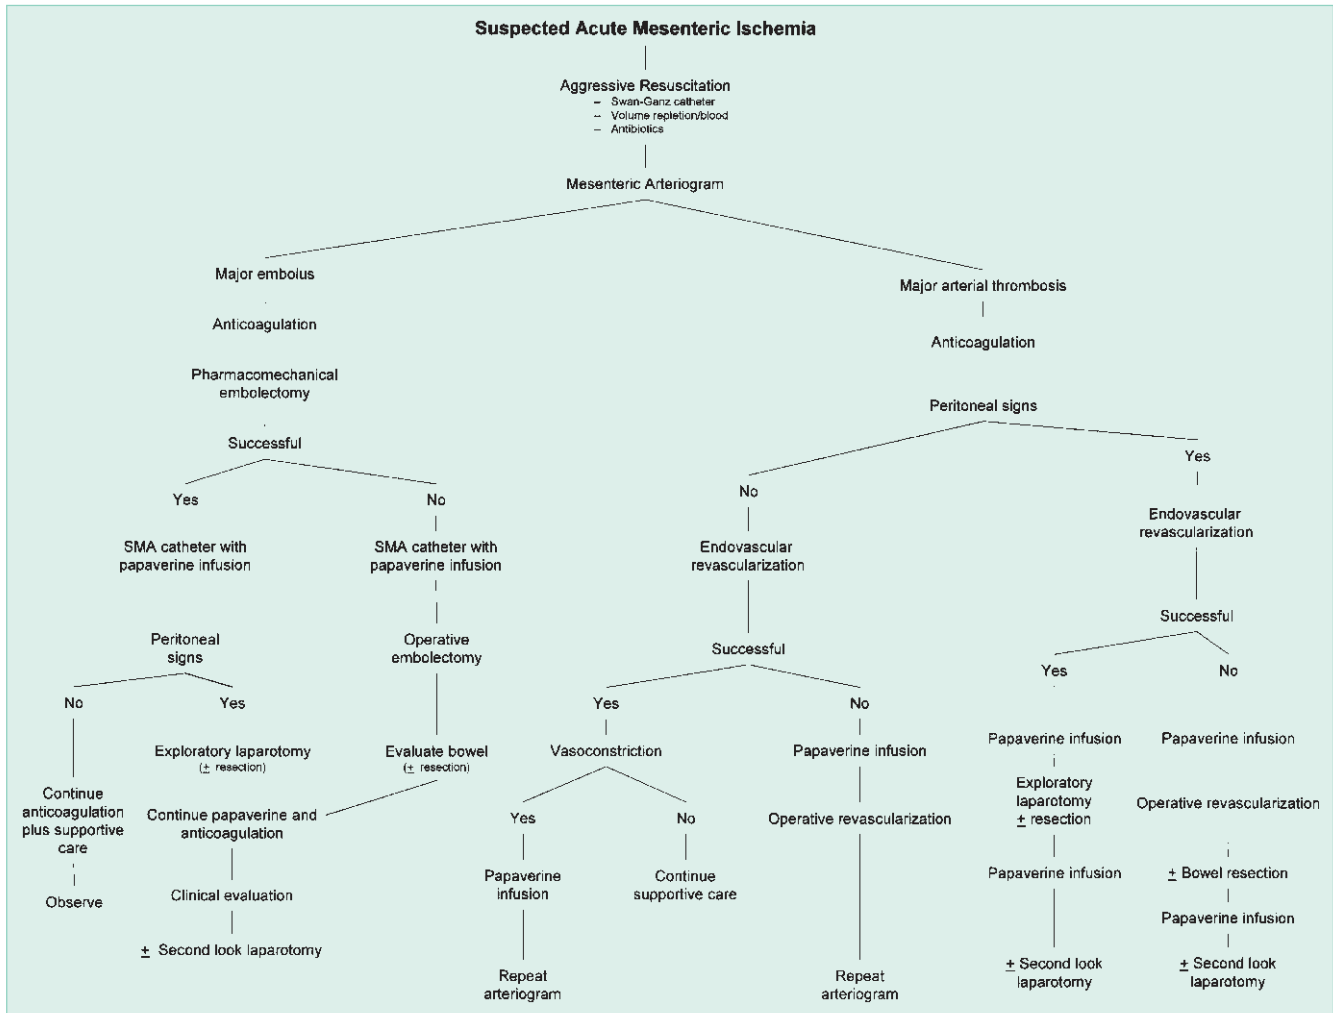 Suspected Acute Mesenteric Ischemia
Aggressive Resuscitation
– Swan-Ganz catheter
– Volume repletion/blood
– Antibiotics
Mesenteric Arteriogram
Major embolus
Anticoagulation
Pharmacomechanical
embolectomy
Successful
Yes
SMA catheter with
papaverine infusion
Peritoneal
signs
No
Continue
anticoagulation
plus supportive
care
Observe
Yes
Exploratory laparotomy
(± resection)
No
SMA catheter with
papaverine infusion
Operative
embolectomy
Evaluate bowel
(± resection)
Continue papaverine and
anticoagulation
Clinical evaluation
± Second look laparotomy
Major arterial thrombosis
Anticoagulation
Peritoneal signs
No
Endovascular
revascularization
Successful
Yes
Vasoconstriction
Yes
Papaverine
infusion
Repeat
arteriogram
No
Continue
supportive care
No
Papaverine infusion
Operative revascularization
Repeat
arteriogram
Yes
Endovascular
revascularization
Successful
Yes
Papaverine infusion
Exploratory
laparotomy
± resection
Papaverine infusion
± Second look
laparotomy
No
Papaverine infusion
Operative revascularization
± Bowel resection
Papaverine infusion
± Second look
laparotomy